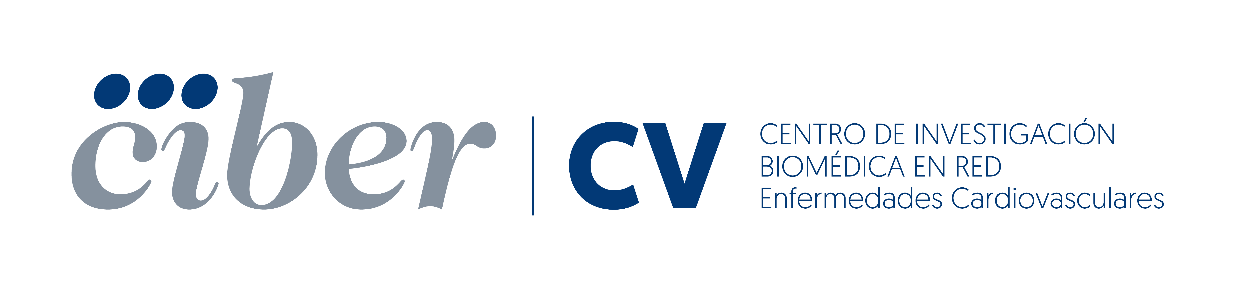 ciber
CV
CENTRO DE INVESTIGACIÓN
BIOMÉDICA EN RED
Enfermedades Cardiovasculares